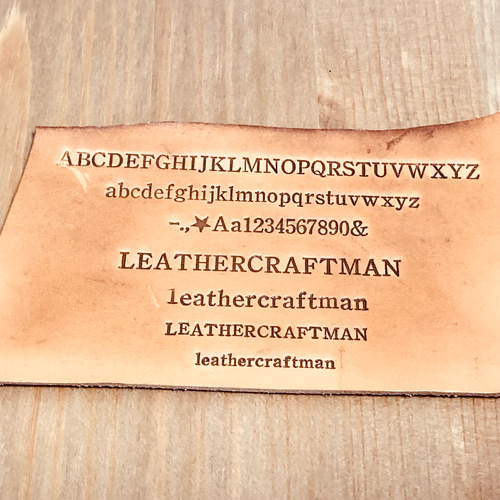 ABCDEFGHIJKLMNOPQRSTUVWXYZ
abcdefghijklmnopqrstuvwxyz
-.,★Aa1234567890&
LEATHERCRAFTMAN
leathercraftman
LEATHERCRAFTMAN
leathercraftman